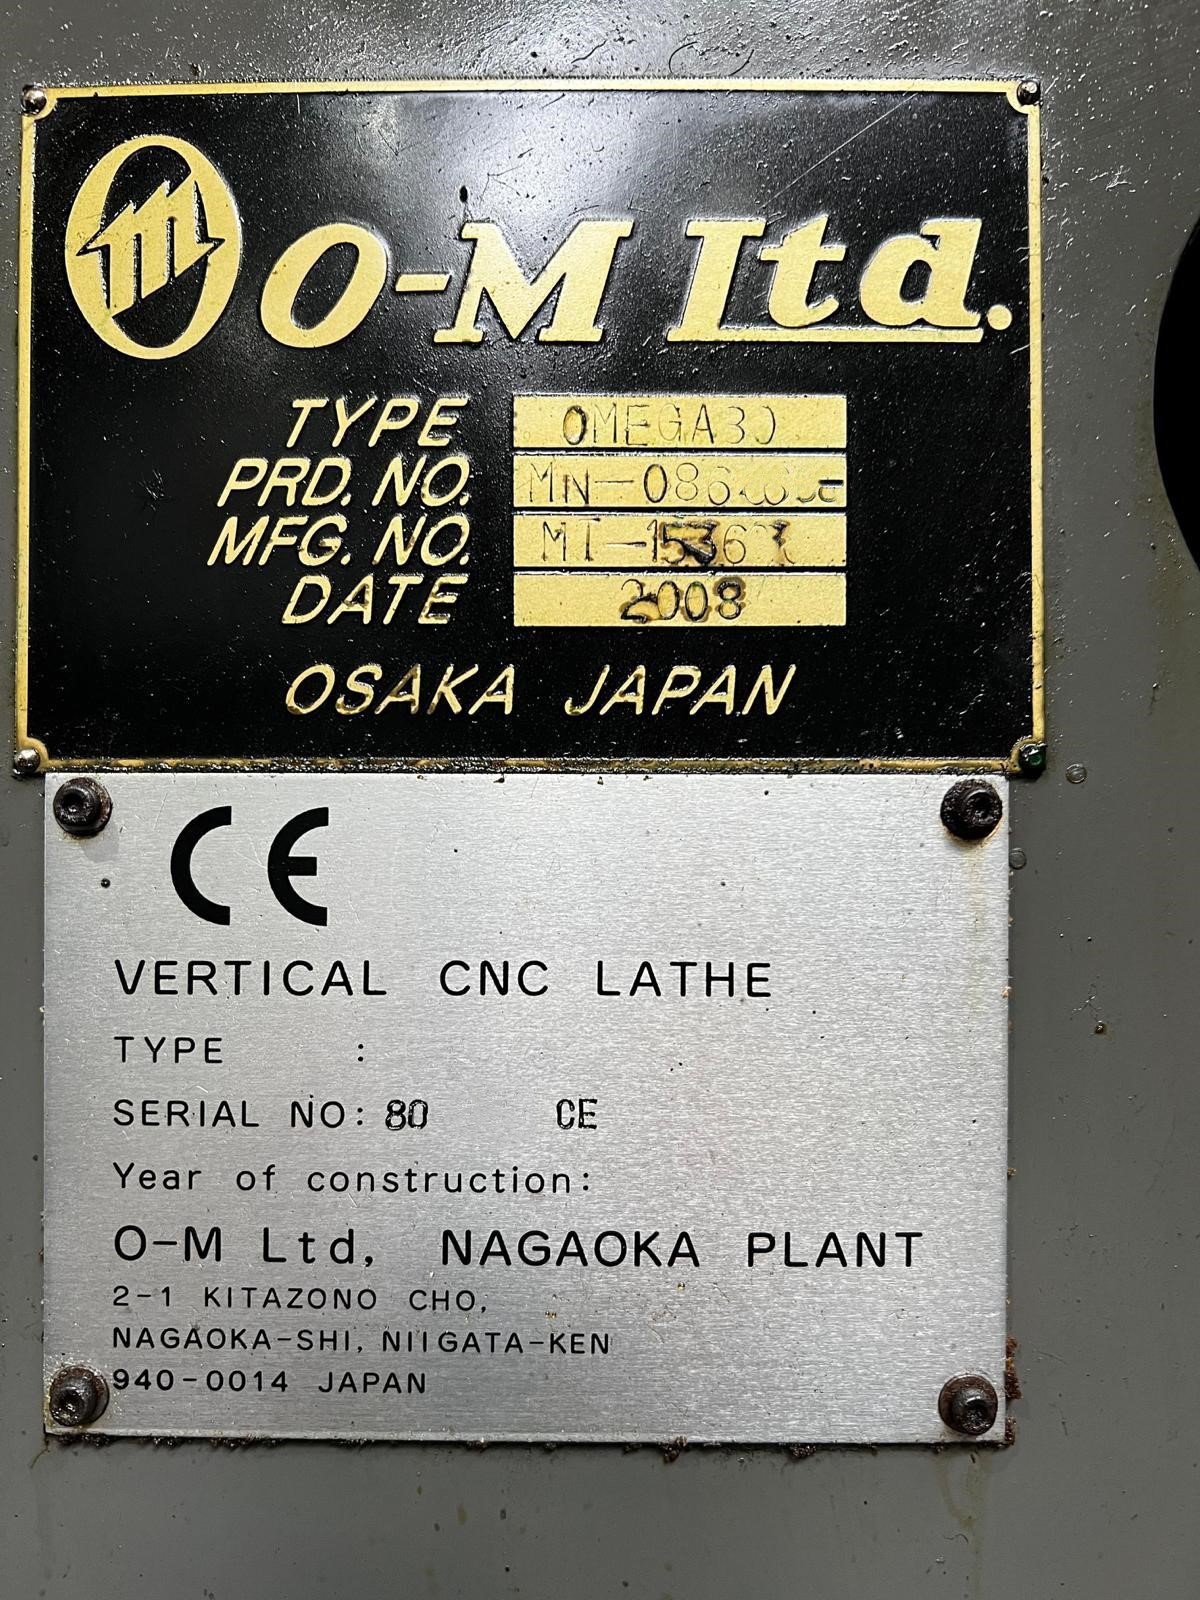 m O-M Ltd.
TYPE OMEGA30
PRD. NO.
MFG. NO.
DATE 2008
OSAKA JAPAN
CE
VERTICAL CNC LATHE
TYPE :
SERIAL NO: 80 CE
Year of construction:
O-M Ltd, NAGAOKA PLANT
2-1 KITAZONO CHO,
NAGAOKA-SHI, NIIGATA-KEN
940-0014 JAPAN